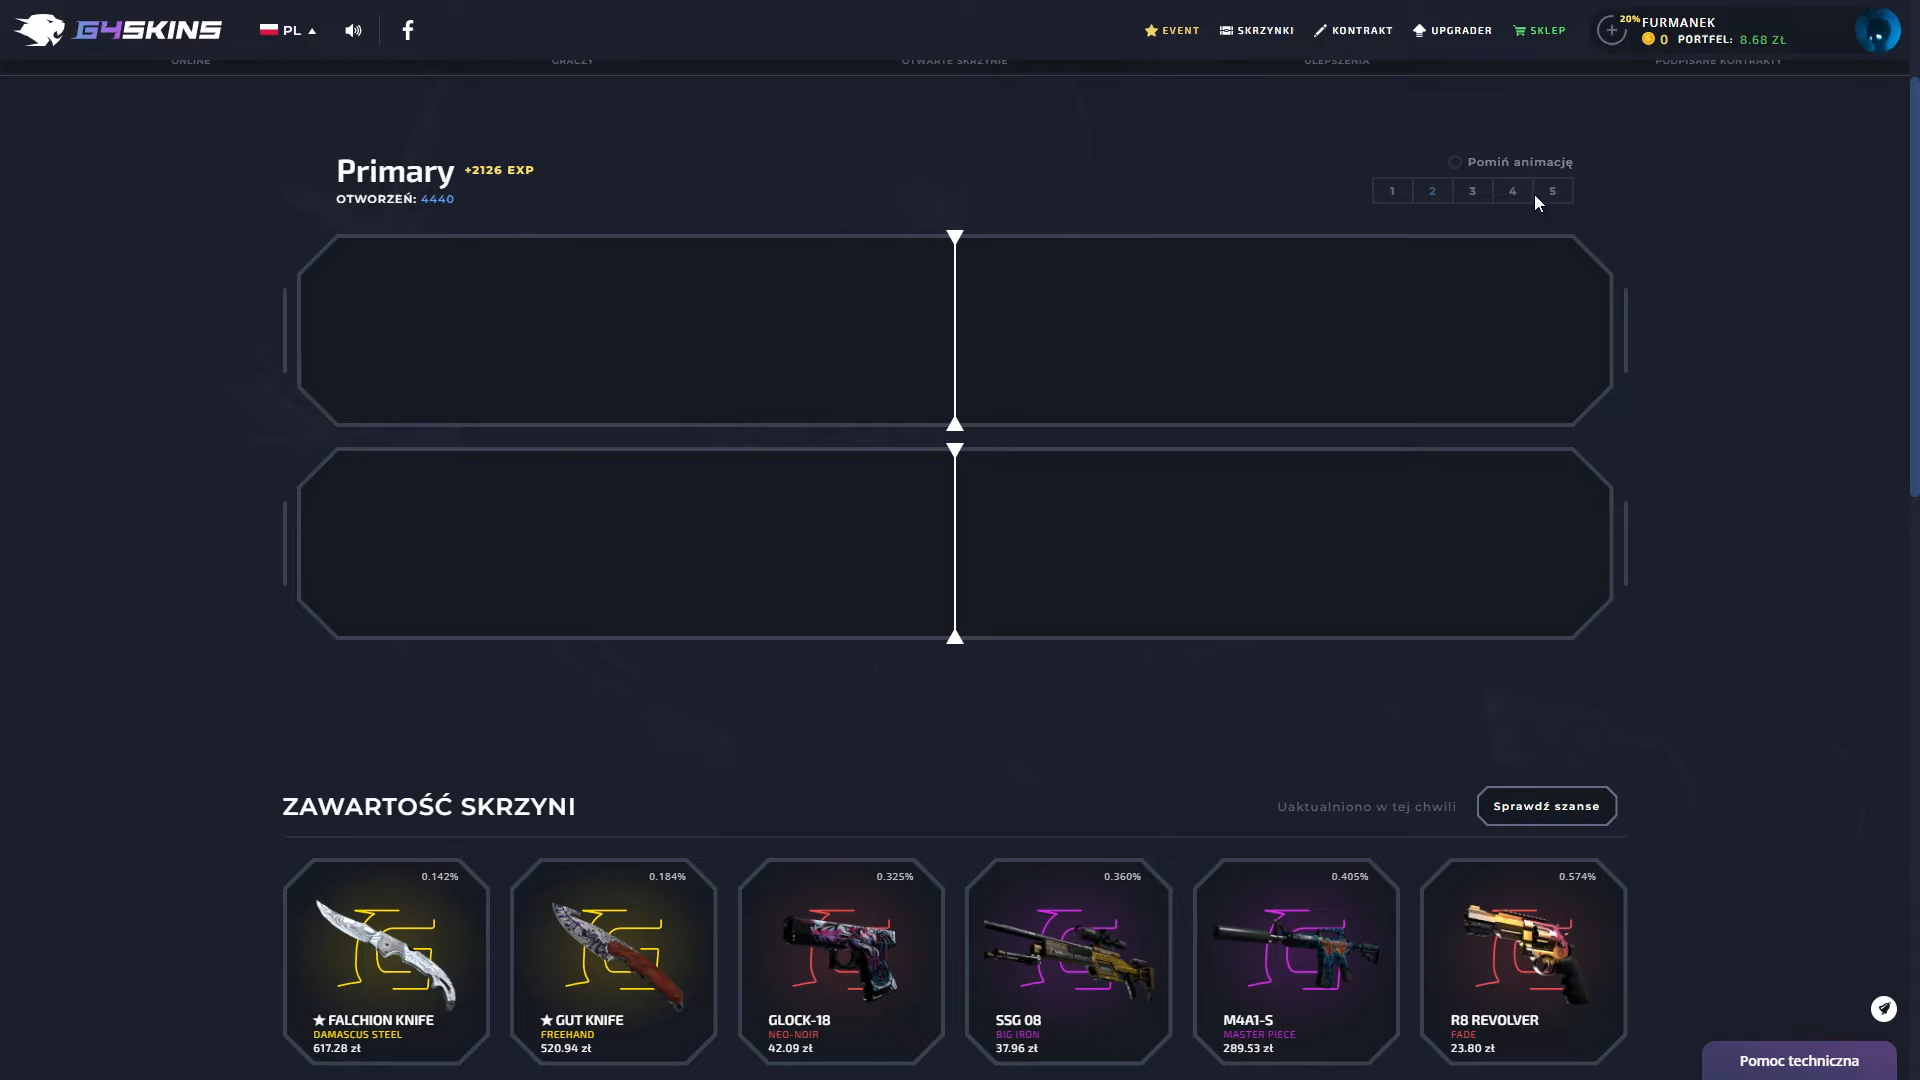 G4SKINS
PL
EVENT
SKRZYNKI
KONTRAKT
UPGRADER
SKLEP
20%
FURMANEK
0 PORTFEL: 8.68 ZŁ
ONLINE
GRACZY
OTWARTE SKRZYNIE
ULEPSZENIA
PODPISANE KONTRAKTY
Primary +2126 EXP
OTWORZEŃ: 4440
Pomiń animację
1 2 3 4 5
ZAWARTOŚĆ SKRZYNI
Uaktualniono w tej chwili
Sprawdź szanse
0.142%
★ FALCHION KNIFE
DAMASCUS STEEL
617.28 zł
0.184%
★ GUT KNIFE
FREEHAND
520.94 zł
0.325%
GLOCK-18
NEO-NOIR
42.09 zł
0.360%
SSG 08
BIG IRON
37.96 zł
0.405%
M4A1-S
MASTER PIECE
289.53 zł
0.574%
R8 REVOLVER
FADE
23.80 zł
Pomoc techniczna